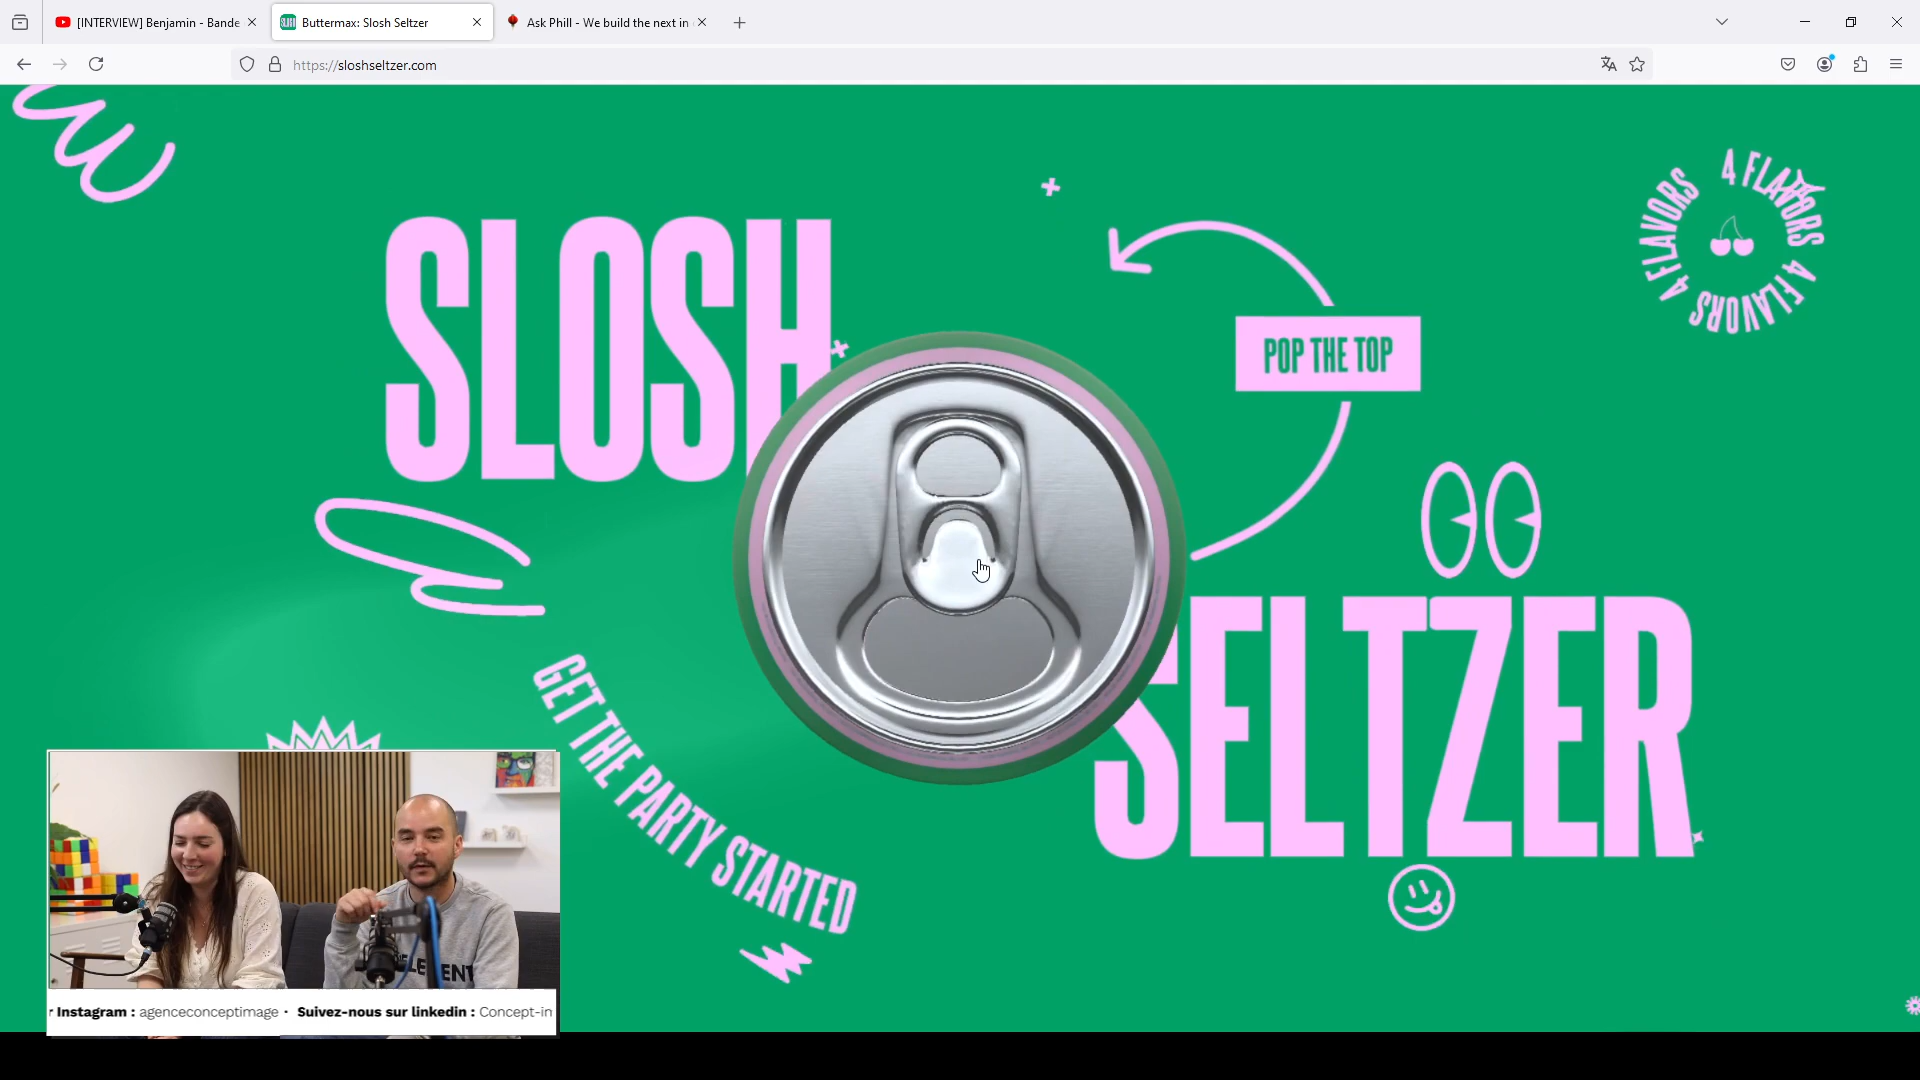 [INTERVIEW] Benjamin - Bande
Buttermax: Slosh Seltzer
Ask Phill - We build the next in
https://sloshseltzer.com
4 FLAVORS 4 FLAVORS 4 FLAVORS 4 FLAVORS
SLOSH
POP THE TOP
SELTZER
GET THE PARTY STARTED
r Instagram : agenceconceptimage · Suivez-nous sur linkedin : Concept-in